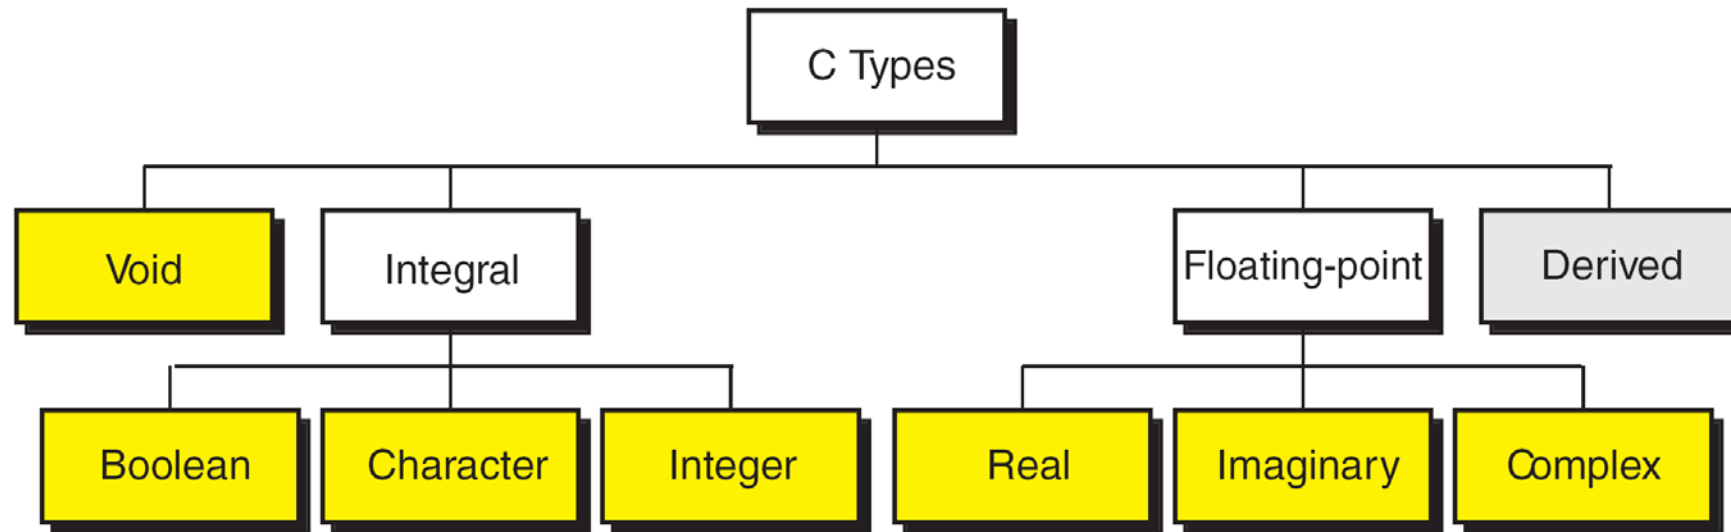 C Types
Void
Integral
Floating-point
Derived
Boolean
Character
Integer
Real
Imaginary
Complex